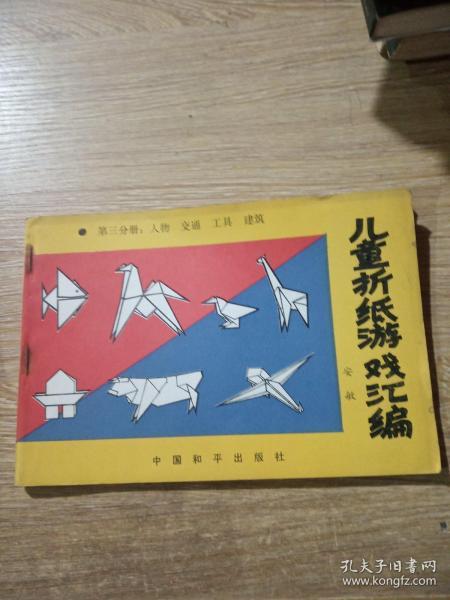 第三分册：人物 交通 工具 建筑
儿童折纸游戏汇编
安敏
中国和平出版社
孔夫子旧书网
www.kongfz.com